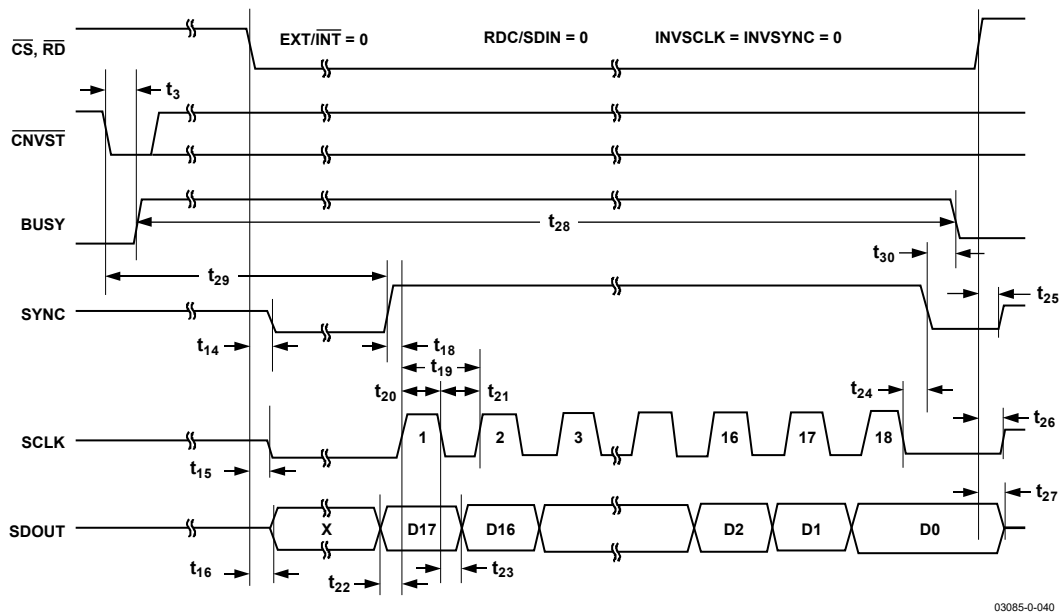 EXT/INT = 0 RDC/SDIN = 0 INVSCLK = INVSYNC = 0
CS, RD
t3
CNVST
BUSY
t28
t30
t29
t25
SYNC
t14
t18
t19
t20
t21
t24
t26
SCLK
1 2 3 16 17 18
t15
t27
SDOUT
X D17 D16 D2 D1 D0
t16
t22
t23
03085-0-040